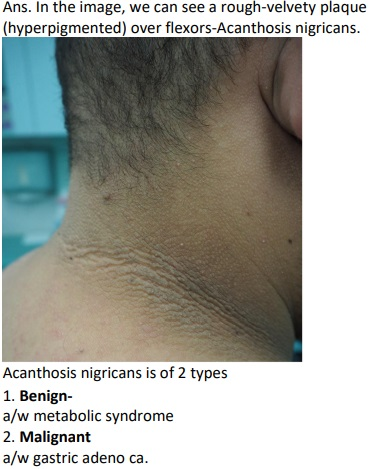 Ans. In the image, we can see a rough-velvety plaque
(hyperpigmented) over flexors-Acanthosis nigricans.
Acanthosis nigricans is of 2 types
1. Benign-
a/w metabolic syndrome
2. Malignant
a/w gastric adeno ca.